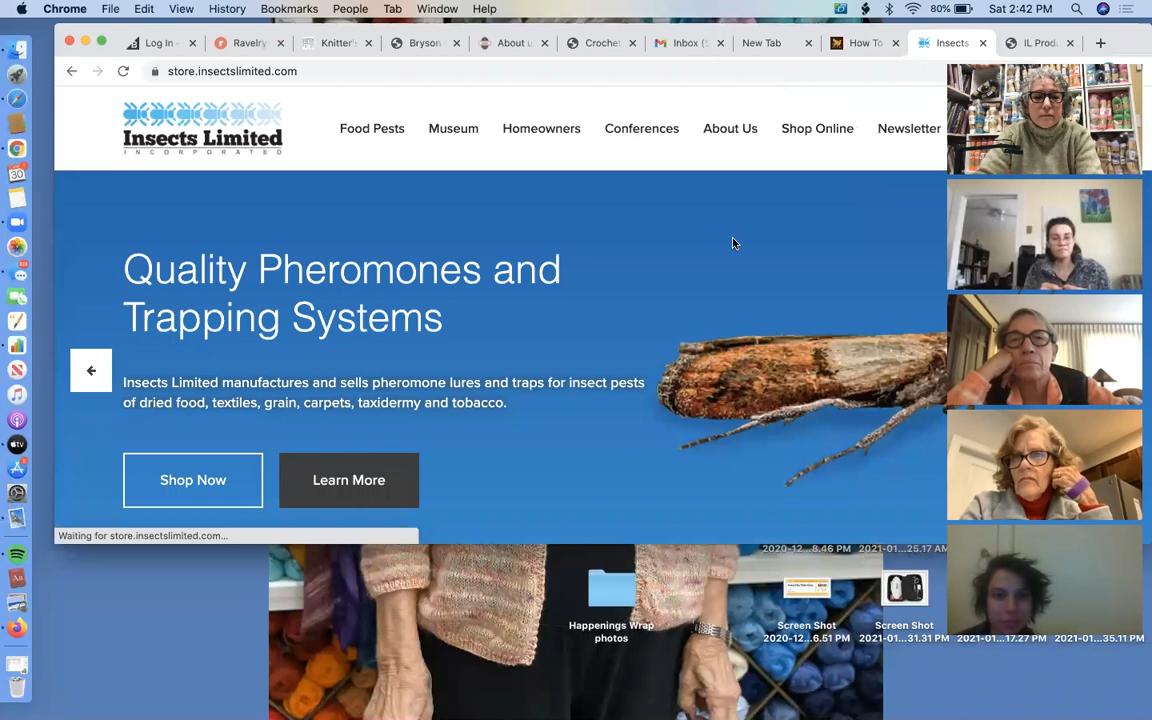 Chrome File Edit View History Bookmarks People Tab Window Help
80% Sat 2:42 PM
Log In -
Ravelry
Knitter's
Bryson
About u
Crochet
Inbox (
New Tab
How To
Insects
IL Prod
store.insectslimited.com
Insects Limited
INCORPORATED
Food Pests Museum Homeowners Conferences About Us Shop Online Newsletter
Quality Pheromones and
Trapping Systems
Insects Limited manufactures and sells pheromone lures and traps for insect pests
of dried food, textiles, grain, carpets, taxidermy and tobacco.
Shop Now Learn More
Waiting for store.insectslimited.com...
2020-12...8.46 PM 2021-01...25.17 AM
Happenings Wrap
photos
Screen Shot
2020-12...6.51 PM
Screen Shot
2021-01...31.31 PM
2021-01...17.27 PM 2021-01...35.11 PM
30